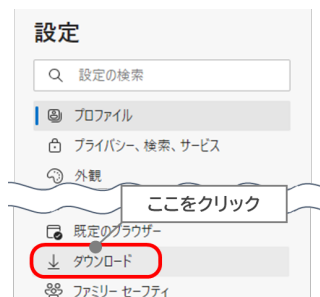 設定
設定の検索
プロファイル
プライバシー、検索、サービス
外観
ここをクリック
既定のブラウザー
ダウンロード
ファミリー セーフティ